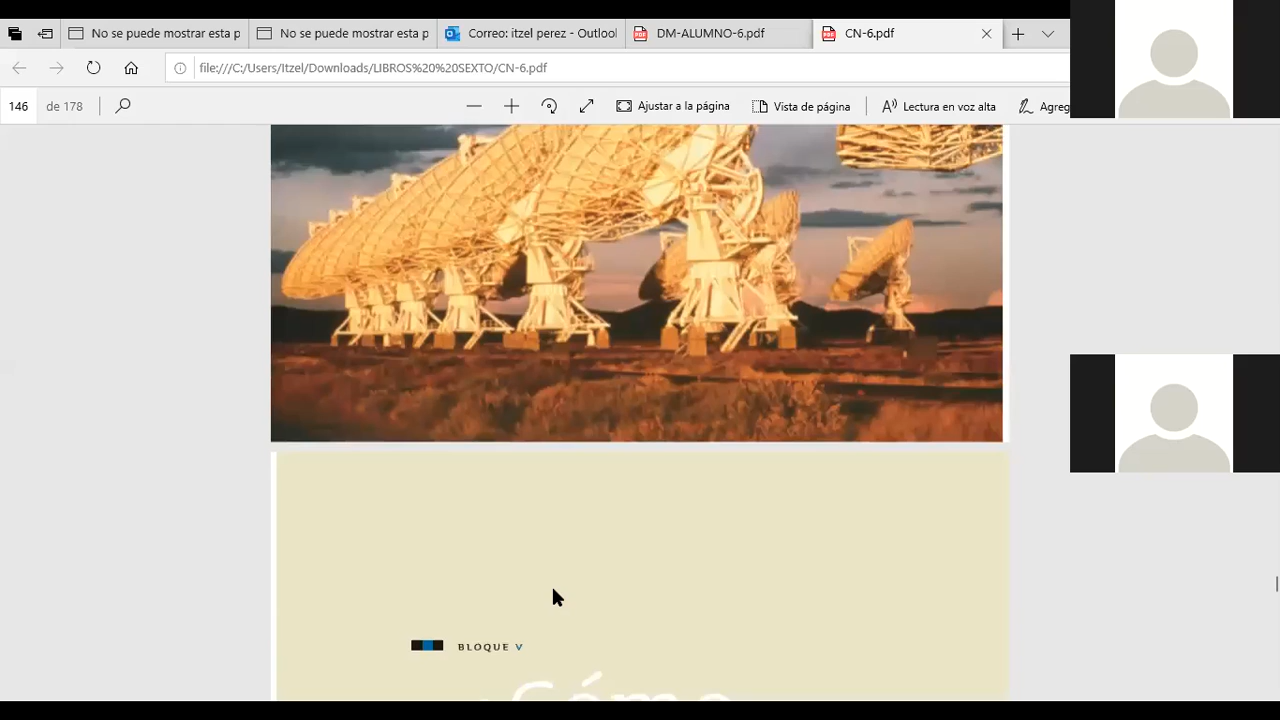 No se puede mostrar esta p
No se puede mostrar esta p
Correo: itzel perez - Outlool
DM-ALUMNO-6.pdf
CN-6.pdf
file:///C:/Users/Itzel/Downloads/LIBROS%20%20SEXTO/CN-6.pdf
146 de 178
Ajustar a la página
Vista de página
Lectura en voz alta
Agreg
BLOQUE V
¿Cómo